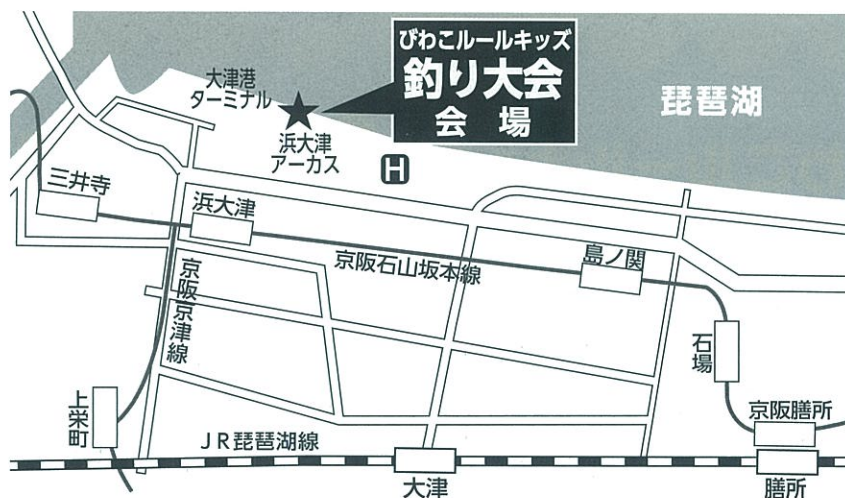 びわこルールキッズ
釣り大会
会場
琵琶湖
大津港
ターミナル
浜大津
アーカス
H
三井寺
浜大津
京阪石山坂本線
島ノ関
京阪京津線
石場
上栄町
京阪膳所
JR琵琶湖線
大津
膳所